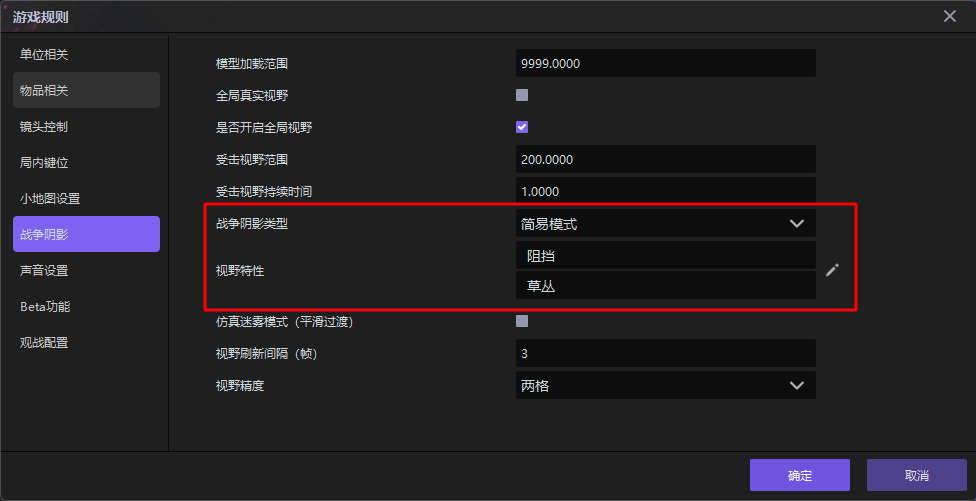 游戏规则
单位相关
物品相关
镜头控制
局内键位
小地图设置
战争阴影
声音设置
Beta功能
观战配置
模型加载范围 9999.0000
全局真实视野
是否开启全局视野
受击视野范围 200.0000
受击视野持续时间 1.0000
战争阴影类型 简易模式
视野特性 阻挡
草丛
仿真迷雾模式（平滑过渡）
视野刷新间隔（帧） 3
视野精度 两格
确定 取消